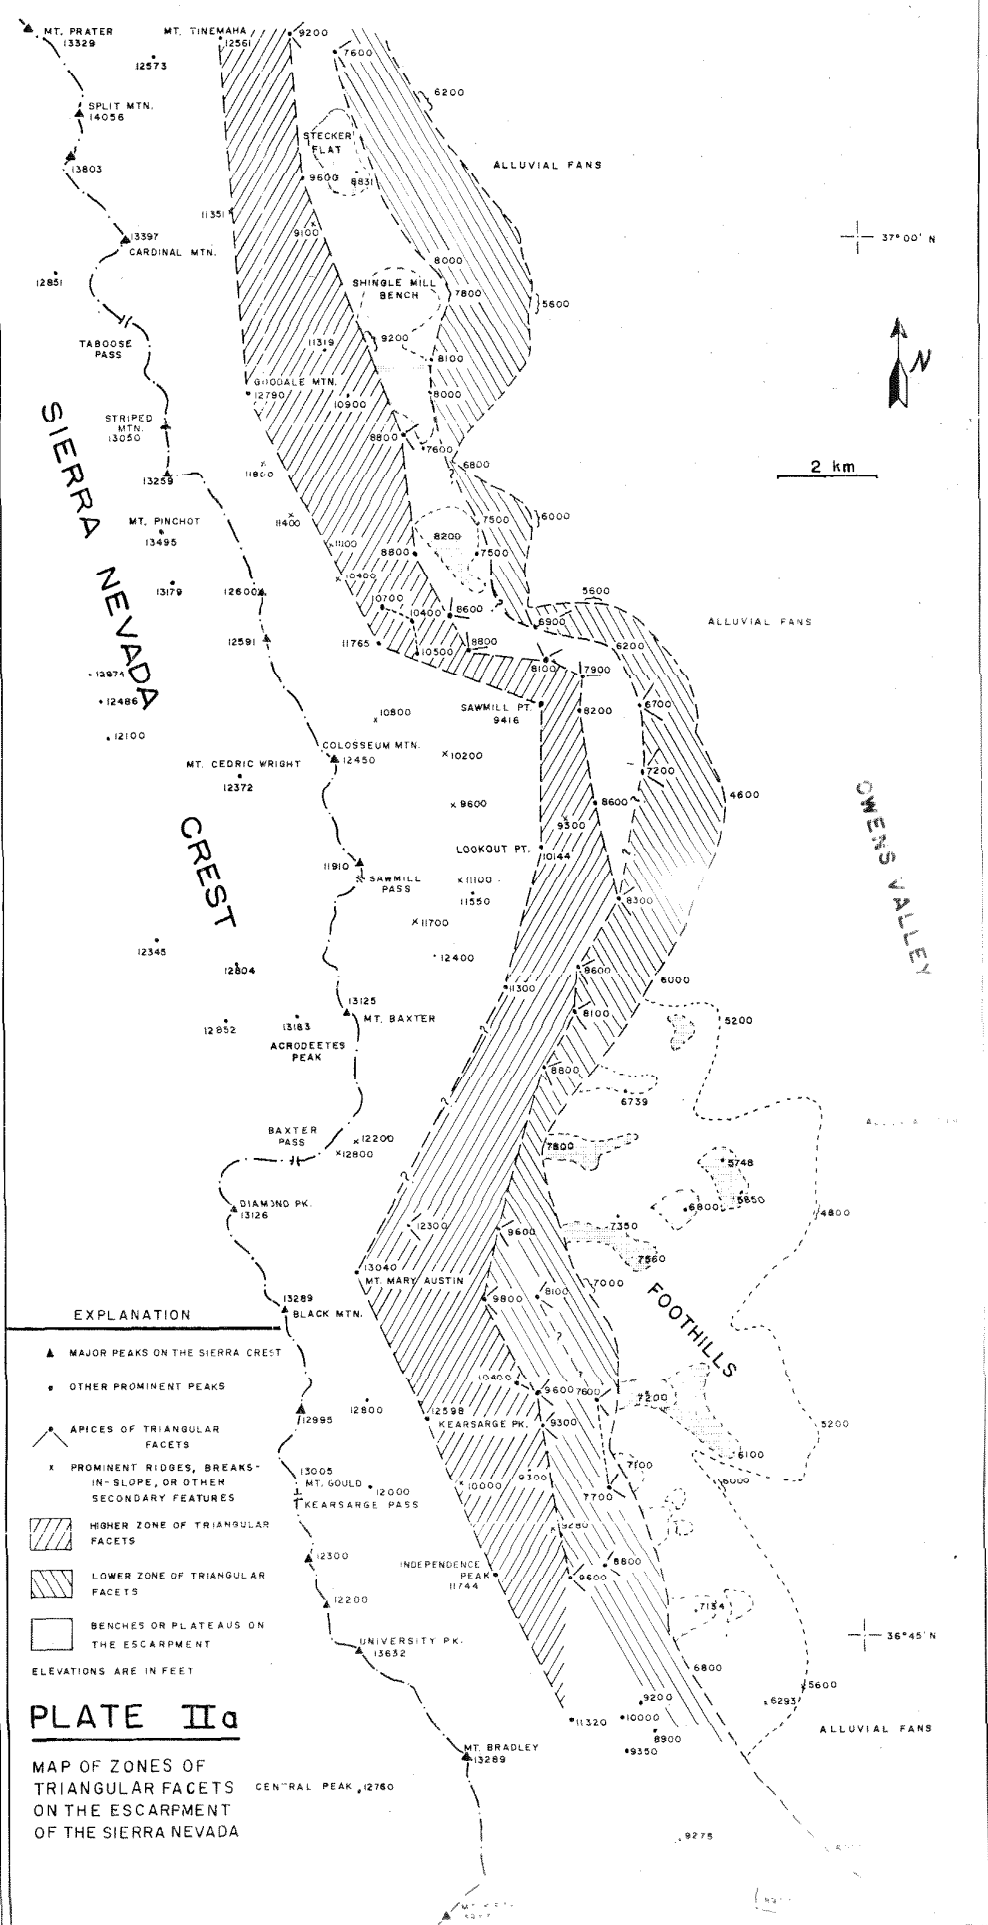 MT. PRATER
13329
MT. TINEMAHA
12561
9200
12573
7600
SPLIT MTN.
14056
6200
STECKER
FLAT
13803
ALLUVIAL FANS
9600
8831
11351
9100
13397
CARDINAL MTN.
37°00' N
8000
12851
SHINGLE MILL
BENCH
7800
5600
TABOOSE
PASS
11319
9200
8100
N
GOODALE MTN.
12790
10900
8000
STRIPED
MTN.
13050
8800
7600
SIERRA NEVADA CREST
11800
6800
2 km
13259
MT. PINCHOT
13495
11400
7500
6000
11100
8200
8800
7500
13179
12600
10400
5600
10700
10400
8600
6900
ALLUVIAL FANS
12591
11765
10500
8800
6200
8100
7900
12486
SAWMILL PT.
9416
8200
6700
10800
12100
COLOSSEUM MTN.
12450
10200
7200
MT. CEDRIC WRIGHT
12372
4600
9600
8600
9300
OWENS VALLEY
LOOKOUT PT.
10144
11910
SAWMILL
PASS
11100
11550
8300
11700
12345
12804
12400
8600
6000
11300
13125
MT. BAXTER
8100
5200
12852
13183
ACRODEETES
PEAK
8800
6739
BAXTER
PASS
12200
12800
7800
5748
5850
DIAMOND PK.
13126
6800
4800
12300
9600
7350
7560
13040
MT. MARY AUSTIN
7000
13289
BLACK MTN.
9800
8100
FOOTHILLS
EXPLANATION
MAJOR PEAKS ON THE SIERRA CREST
OTHER PROMINENT PEAKS
APICES OF TRIANGULAR
FACETS
PROMINENT RIDGES, BREAKS-
IN-SLOPE, OR OTHER
SECONDARY FEATURES
HIGHER ZONE OF TRIANGULAR
FACETS
LOWER ZONE OF TRIANGULAR
FACETS
BENCHES OR PLATEAUS ON
THE ESCARPMENT
ELEVATIONS ARE IN FEET
10400
9600
7600
7200
12995
12800
12598
KEARSARGE PK.
9300
5200
6100
13005
MT. GOULD
KEARSARGE PASS
12000
10000
9300
7100
6000
7700
9280
12300
INDEPENDENCE
PEAK
11744
8800
9600
12200
7134
36°45' N
UNIVERSITY PK.
13632
6800
5600
9200
6293
11320
10000
8900
9350
ALLUVIAL FANS
PLATE IIa
MAP OF ZONES OF
TRIANGULAR FACETS
ON THE ESCARPMENT
OF THE SIERRA NEVADA
MT. BRADLEY
13289
CENTRAL PEAK 12760
9275